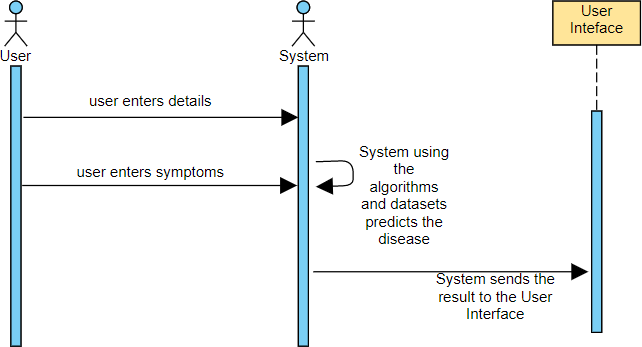 User
System
User
Inteface
user enters details
user enters symptoms
System using
the
algorithms
and datasets
predicts the
disease
System sends the
result to the User
Interface